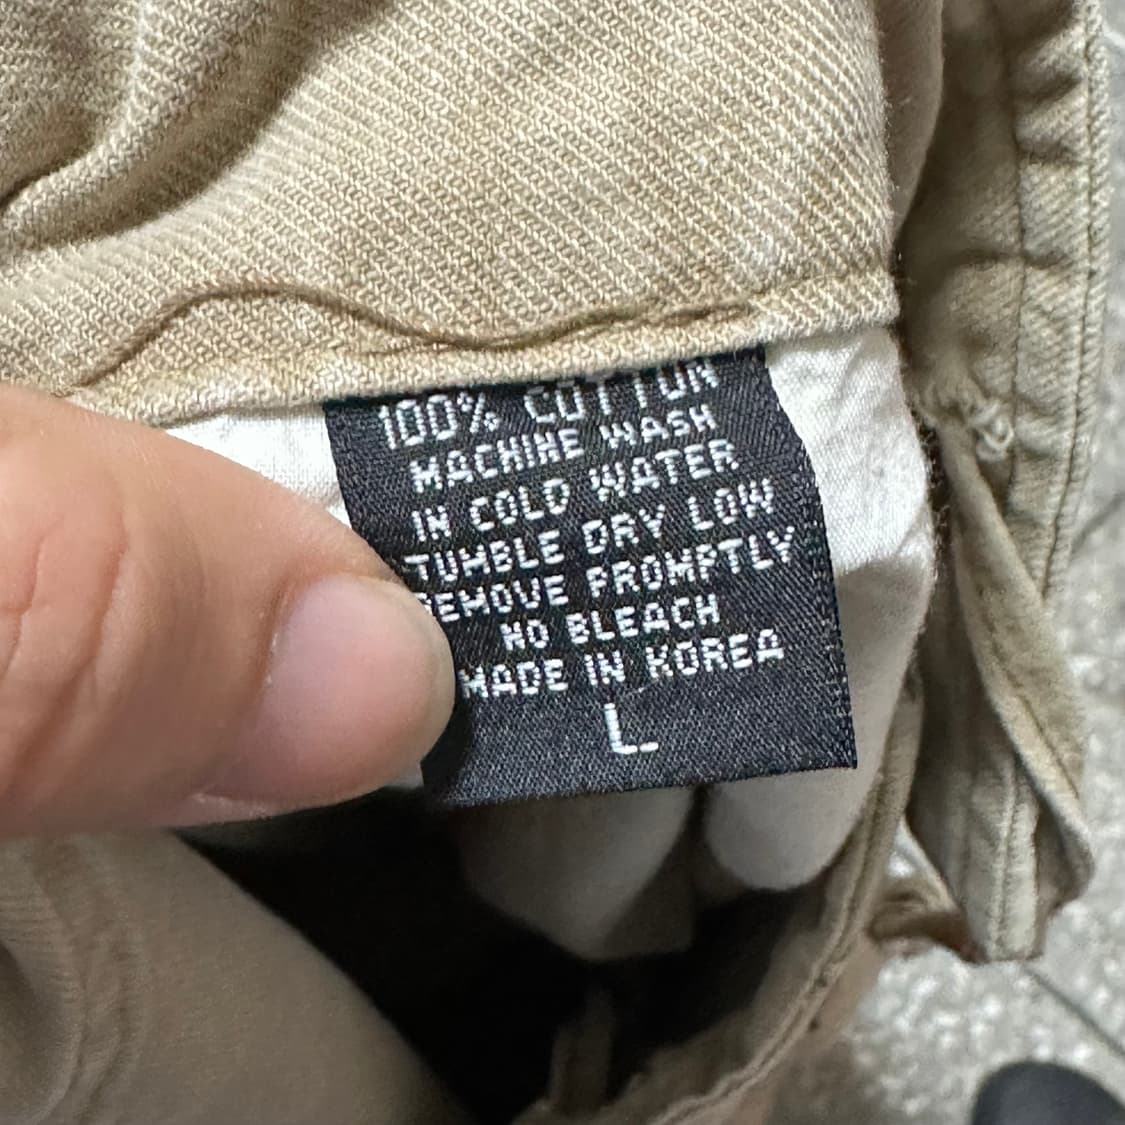 100% COTTON
MACHINE WASH
IN COLD WATER
TUMBLE DRY LOW
REMOVE PROMPTLY
NO BLEACH
MADE IN KOREA
L